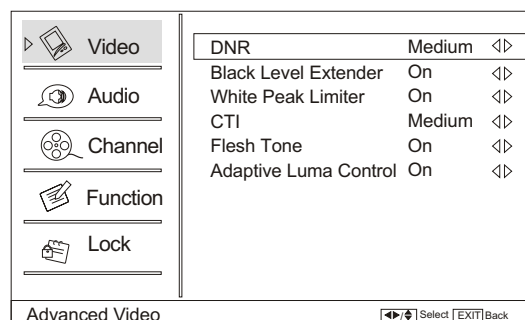 Video
Audio
Channel
Function
Lock
DNR Medium
Black Level Extender On
White Peak Limiter On
CTI Medium
Flesh Tone On
Adaptive Luma Control On
Advanced Video
/ Select EXIT Back